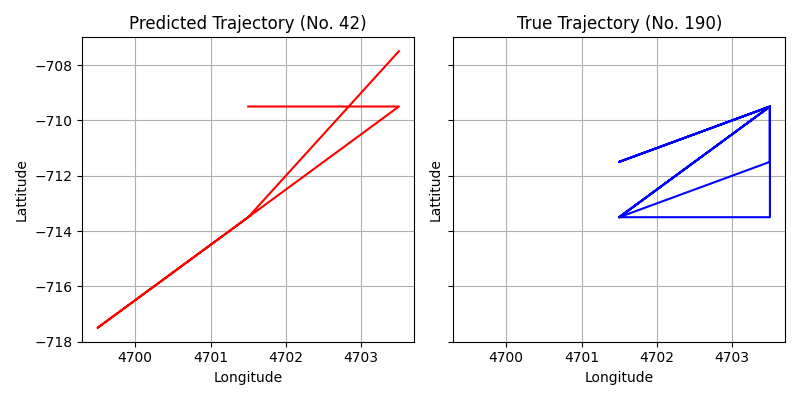 Predicted Trajectory (No. 42)
True Trajectory (No. 190)
Lattitude
−708
−710
−712
−714
−716
−718
4700
4701
4702
4703
Longitude
Lattitude
4700
4701
4702
4703
Longitude